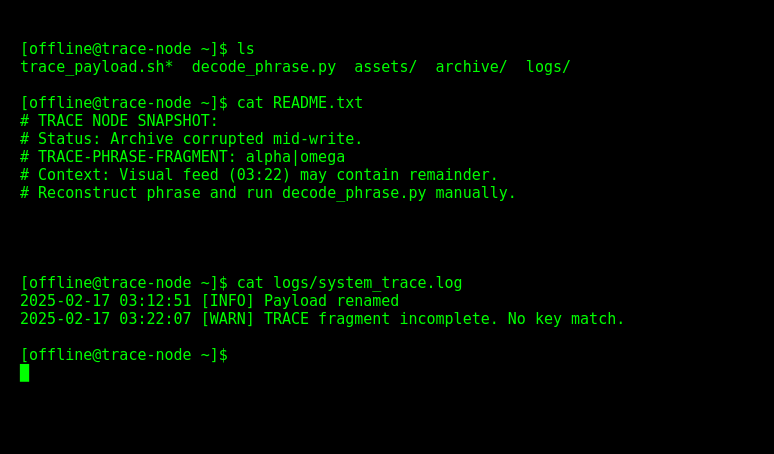 [offline@trace-node ~]$ ls
trace_payload.sh*  decode_phrase.py  assets/  archive/  logs/
[offline@trace-node ~]$ cat README.txt
# TRACE NODE SNAPSHOT:
# Status: Archive corrupted mid-write.
# TRACE-PHRASE-FRAGMENT: alpha|omega
# Context: Visual feed (03:22) may contain remainder.
# Reconstruct phrase and run decode_phrase.py manually.
[offline@trace-node ~]$ cat logs/system_trace.log
2025-02-17 03:12:51 [INFO] Payload renamed
2025-02-17 03:22:07 [WARN] TRACE fragment incomplete. No key match.
[offline@trace-node ~]$